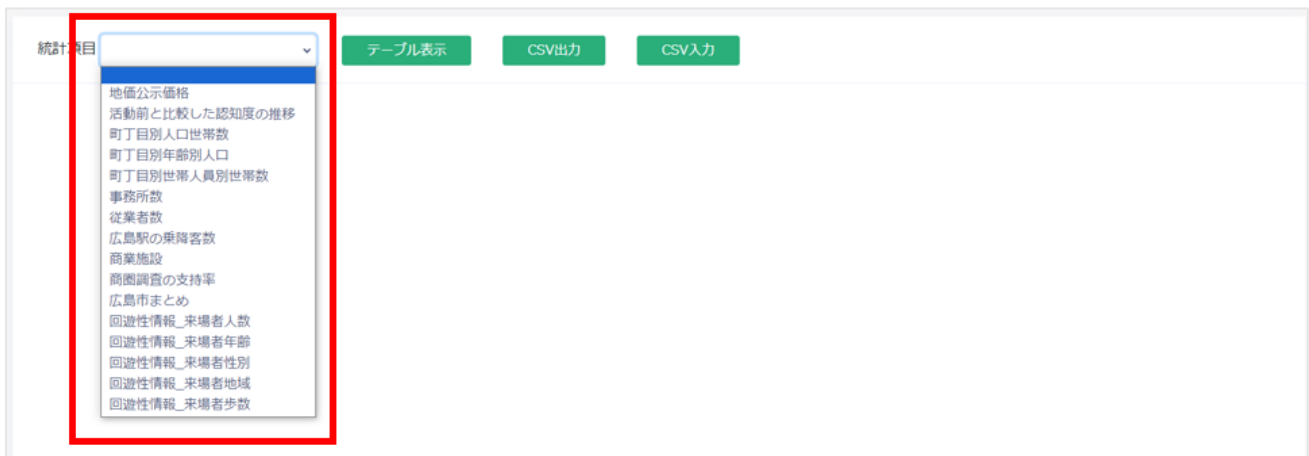 統計項目 テーブル表示 CSV出力 CSV入力
地価公示価格
活動前と比較した認知度の推移
町丁目別人口世帯数
町丁目別年齢別人口
町丁目別世帯人員別世帯数
事務所数
従業者数
広島駅の乗降客数
商業施設
商圏調査の支持率
広島市まとめ
回遊性情報_来場者人数
回遊性情報_来場者年齢
回遊性情報_来場者性別
回遊性情報_来場者地域
回遊性情報_来場者歩数